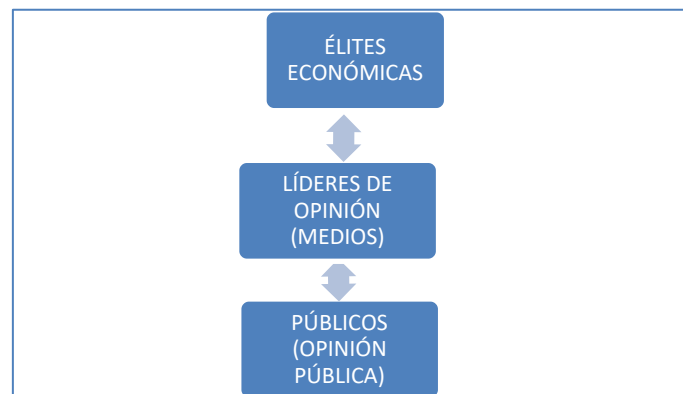 ÉLITES
ECONÓMICAS
LÍDERES DE
OPINIÓN
(MEDIOS)
PÚBLICOS
(OPINIÓN
PÚBLICA)